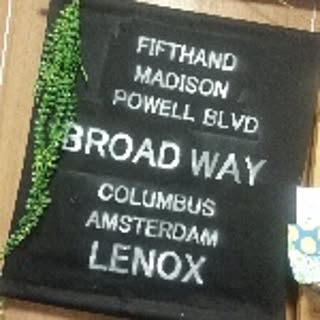 FIFTHAND
MADISON
POWELL BLVD
BROAD WAY
COLUMBUS
AMSTERDAM
LENOX